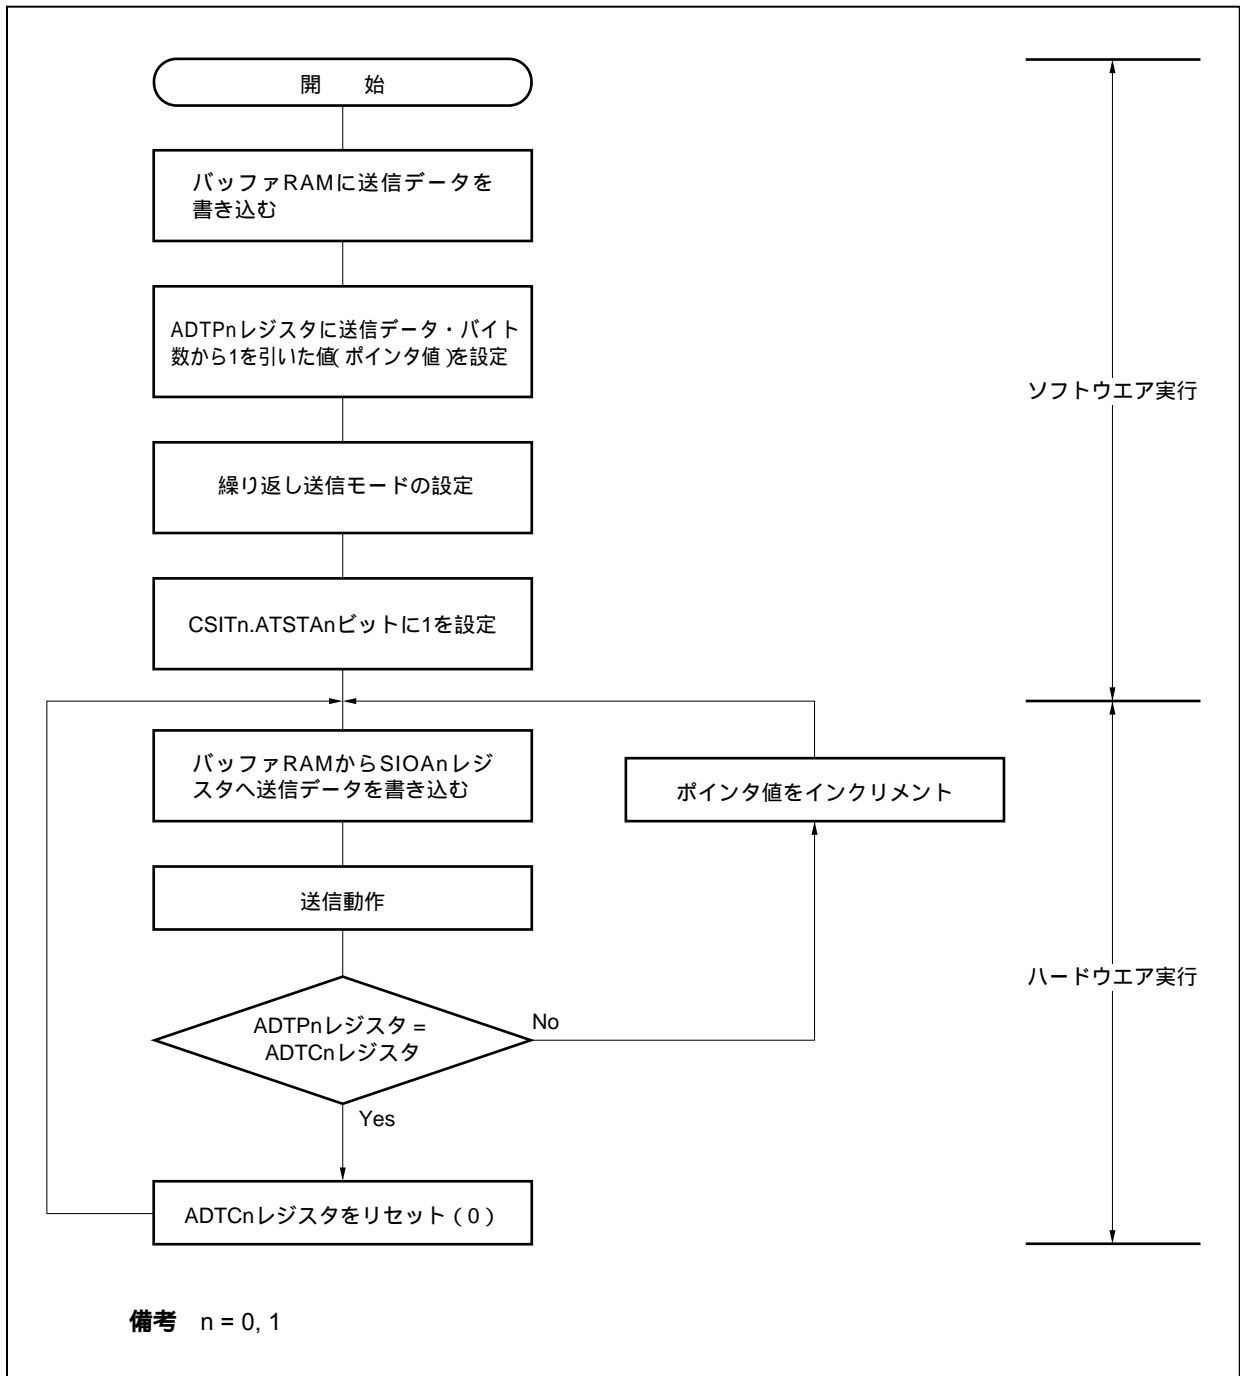 開　始
バッファRAMに送信データを
書き込む
ADTPnレジスタに送信データ・バイト
数から1を引いた値(ポインタ値)を設定
繰り返し送信モードの設定
CSITn.ATSTAnビットに1を設定
ソフトウエア実行
バッファRAMからSIOAnレジ
スタへ送信データを書き込む
ポインタ値をインクリメント
送信動作
ADTPnレジスタ =
ADTCnレジスタ
No
Yes
ハードウエア実行
ADTCnレジスタをリセット(0)
備考　n = 0, 1